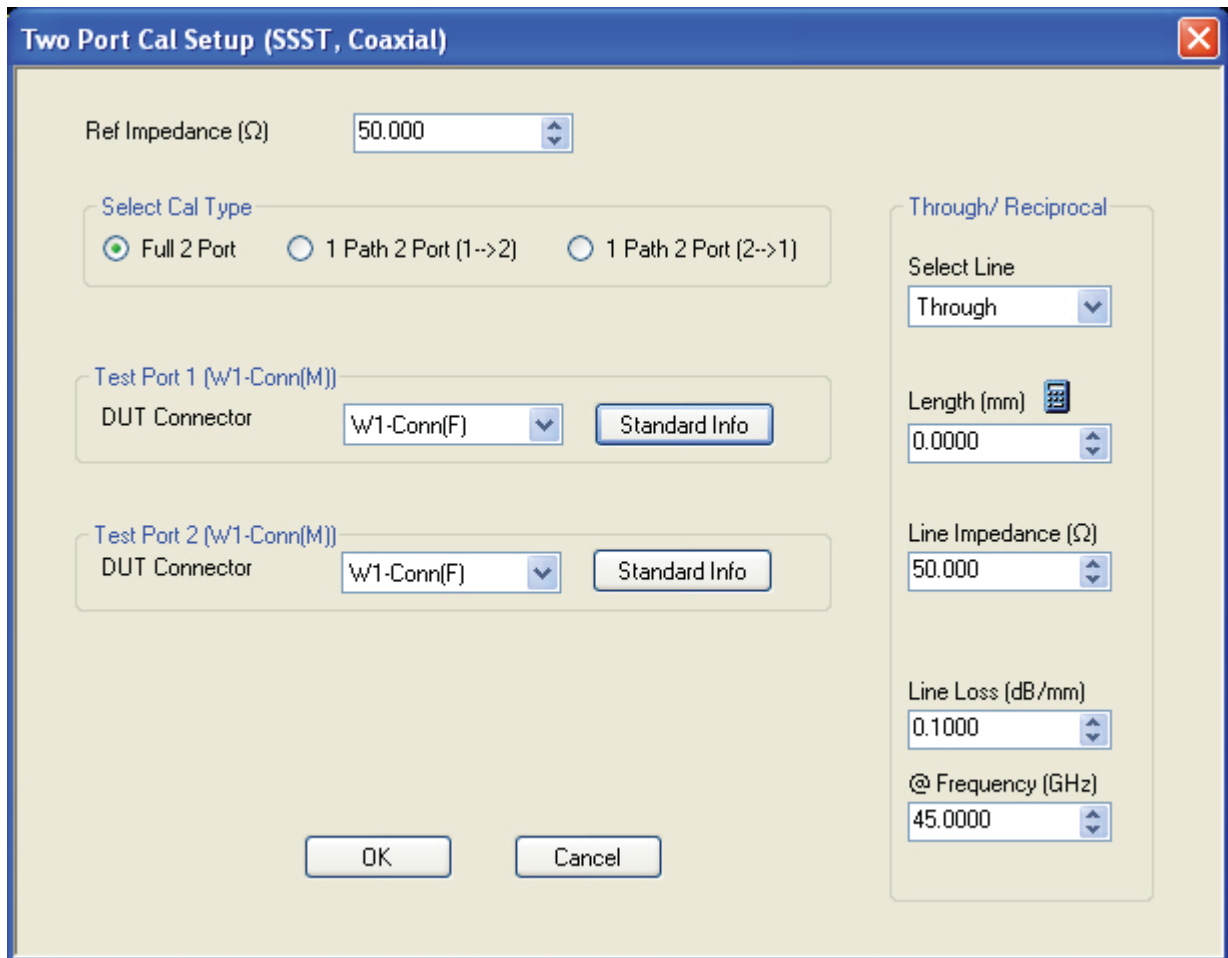 Two Port Cal Setup (SSST, Coaxial)
Ref Impedance (Ω)
50.000
Select Cal Type
Full 2 Port
1 Path 2 Port (1-->2)
1 Path 2 Port (2-->1)
Test Port 1 (W1-Conn(M))
DUT Connector
W1-Conn(F)
Standard Info
Test Port 2 (W1-Conn(M))
DUT Connector
W1-Conn(F)
Standard Info
Through/ Reciprocal
Select Line
Through
Length (mm)
0.0000
Line Impedance (Ω)
50.000
Line Loss (dB/mm)
0.1000
@ Frequency (GHz)
45.0000
OK
Cancel